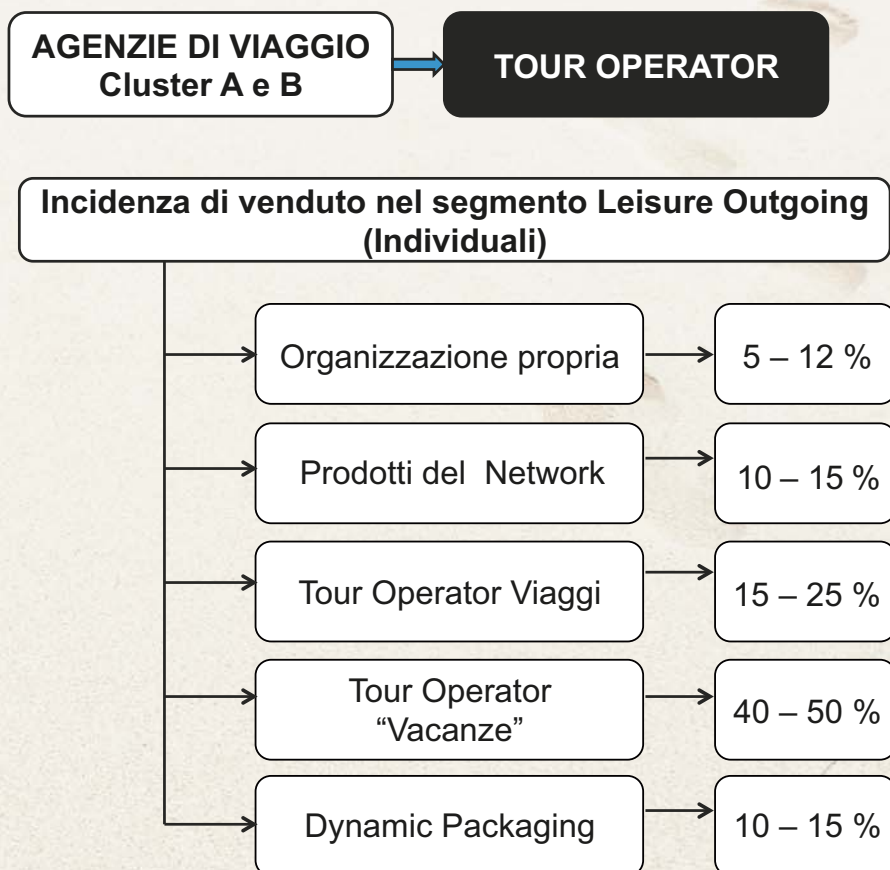 AGENZIE DI VIAGGIO
Cluster A e B
TOUR OPERATOR
Incidenza di venduto nel segmento Leisure Outgoing
(Individuali)
Organizzazione propria
5 – 12 %
Prodotti del Network
10 – 15 %
Tour Operator Viaggi
15 – 25 %
Tour Operator
“Vacanze”
40 – 50 %
Dynamic Packaging
10 – 15 %